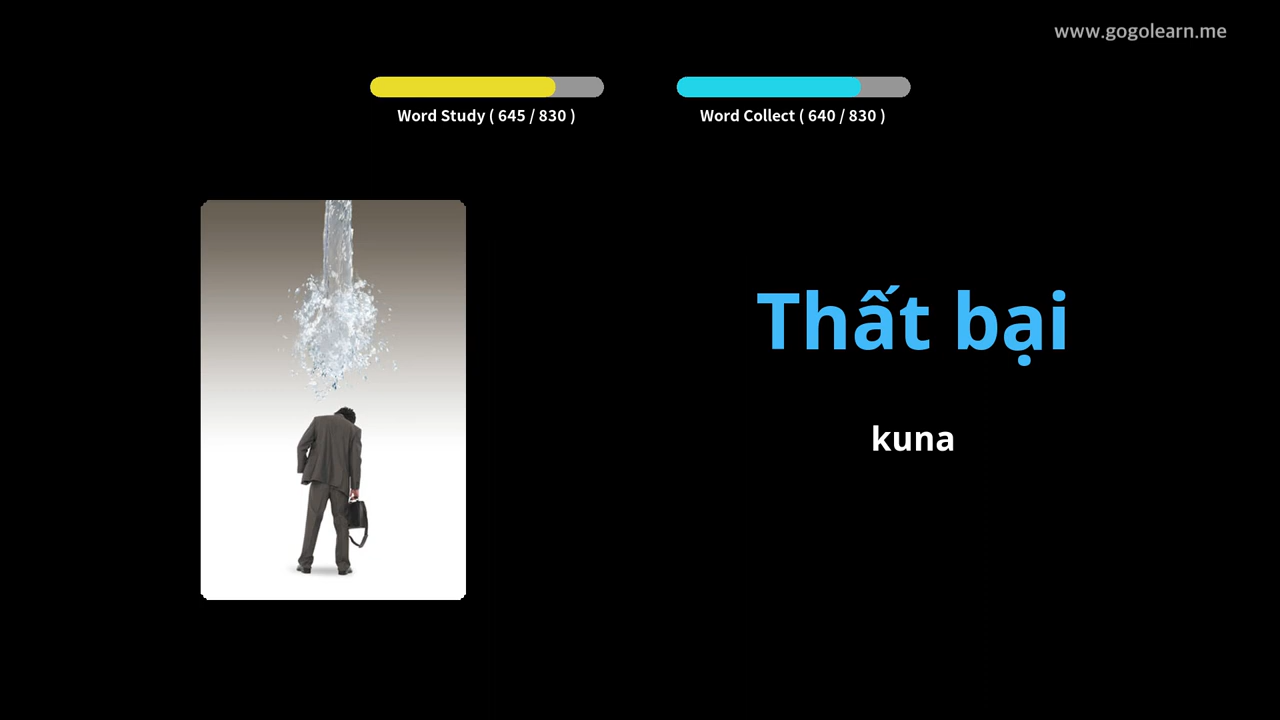 www.gogolearn.me
Word Study ( 645 / 830 )
Word Collect ( 640 / 830 )
Thất bại
kuna